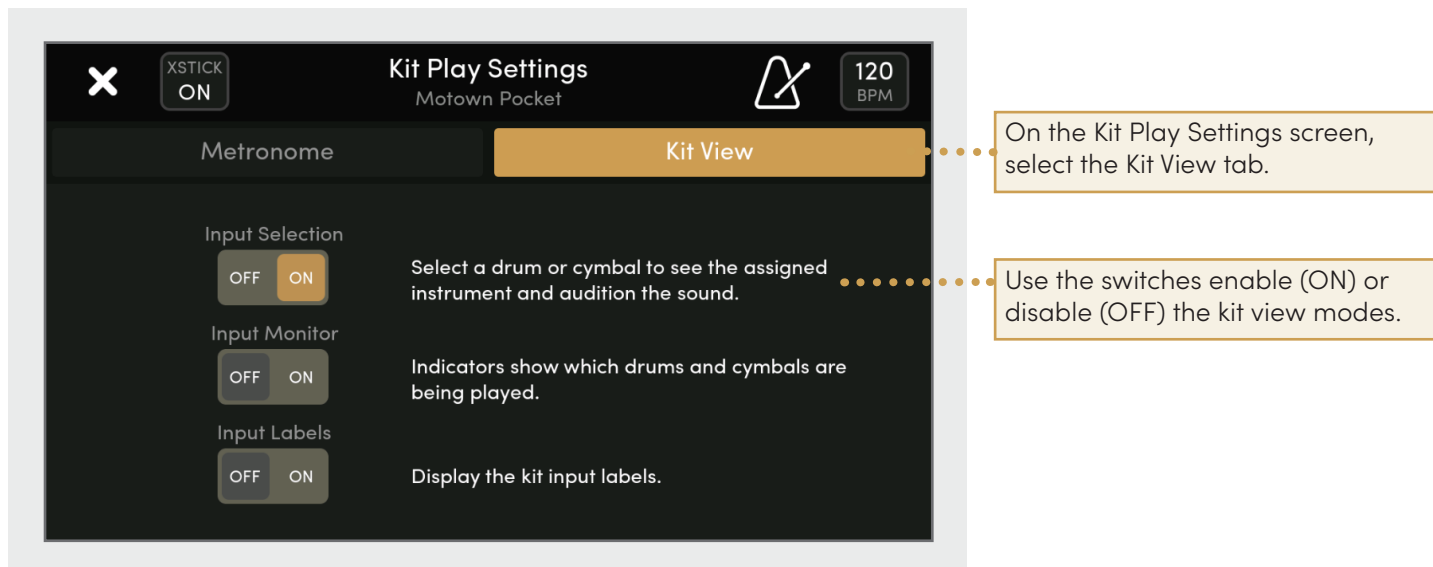 XSTICK
ON
Kit Play Settings
Motown Pocket
120
BPM
Metronome
Kit View
On the Kit Play Settings screen,
select the Kit View tab.
Input Selection
OFF ON
Select a drum or cymbal to see the assigned
instrument and audition the sound.
Use the switches enable (ON) or
disable (OFF) the kit view modes.
Input Monitor
OFF ON
Indicators show which drums and cymbals are
being played.
Input Labels
OFF ON
Display the kit input labels.